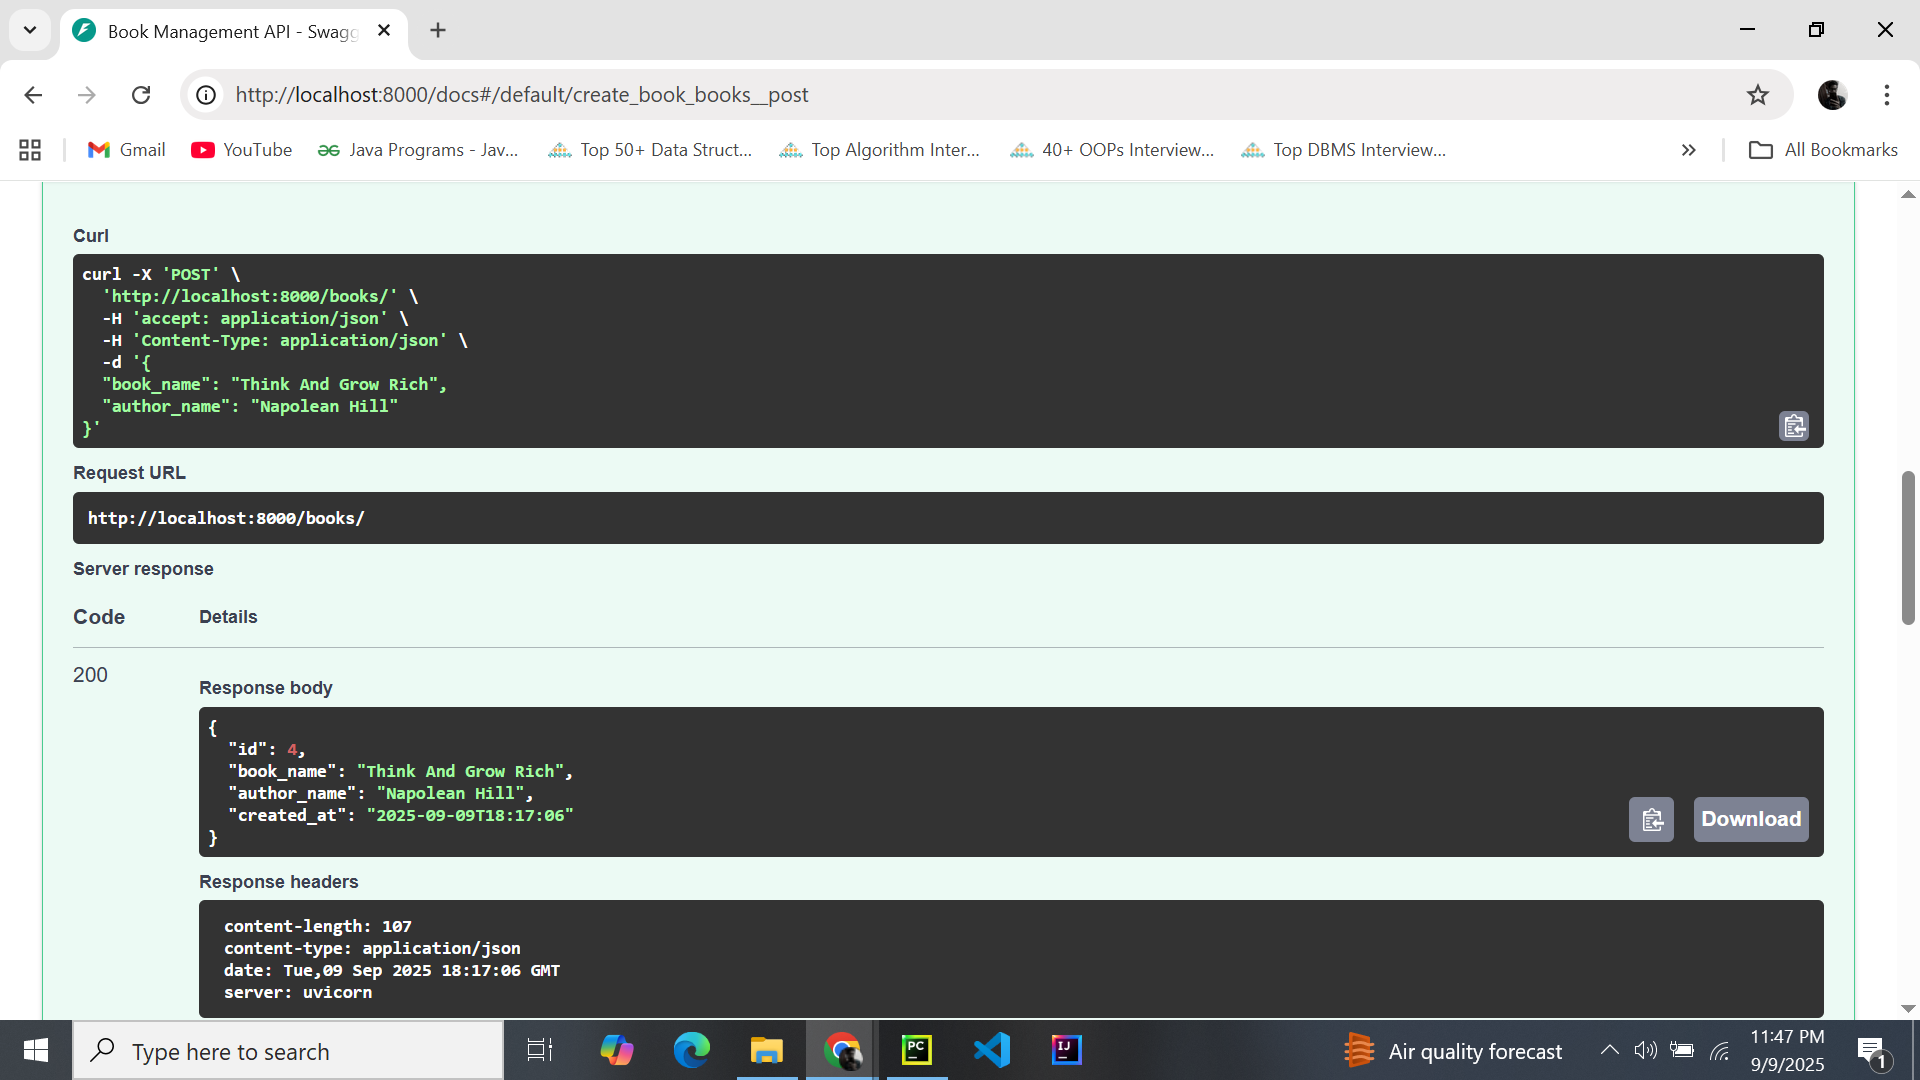 Book Management API - Swagg
http://localhost:8000/docs#/default/create_book_books__post
Gmail
YouTube
Java Programs - Jav...
Top 50+ Data Struct...
Top Algorithm Inter...
40+ OOPs Interview...
Top DBMS Interview...
All Bookmarks
Curl
curl -X 'POST' \
'http://localhost:8000/books/' \
-H 'accept: application/json' \
-H 'Content-Type: application/json' \
-d '{
"book_name": "Think And Grow Rich",
"author_name": "Napolean Hill"
}'
Request URL
http://localhost:8000/books/
Server response
Code Details
200
Response body
{
"id": 4,
"book_name": "Think And Grow Rich",
"author_name": "Napolean Hill",
"created_at": "2025-09-09T18:17:06"
}
Download
Response headers
content-length: 107
content-type: application/json
date: Tue,09 Sep 2025 18:17:06 GMT
server: uvicorn
Type here to search
PC
IJ
Air quality forecast
11:47 PM
9/9/2025
1